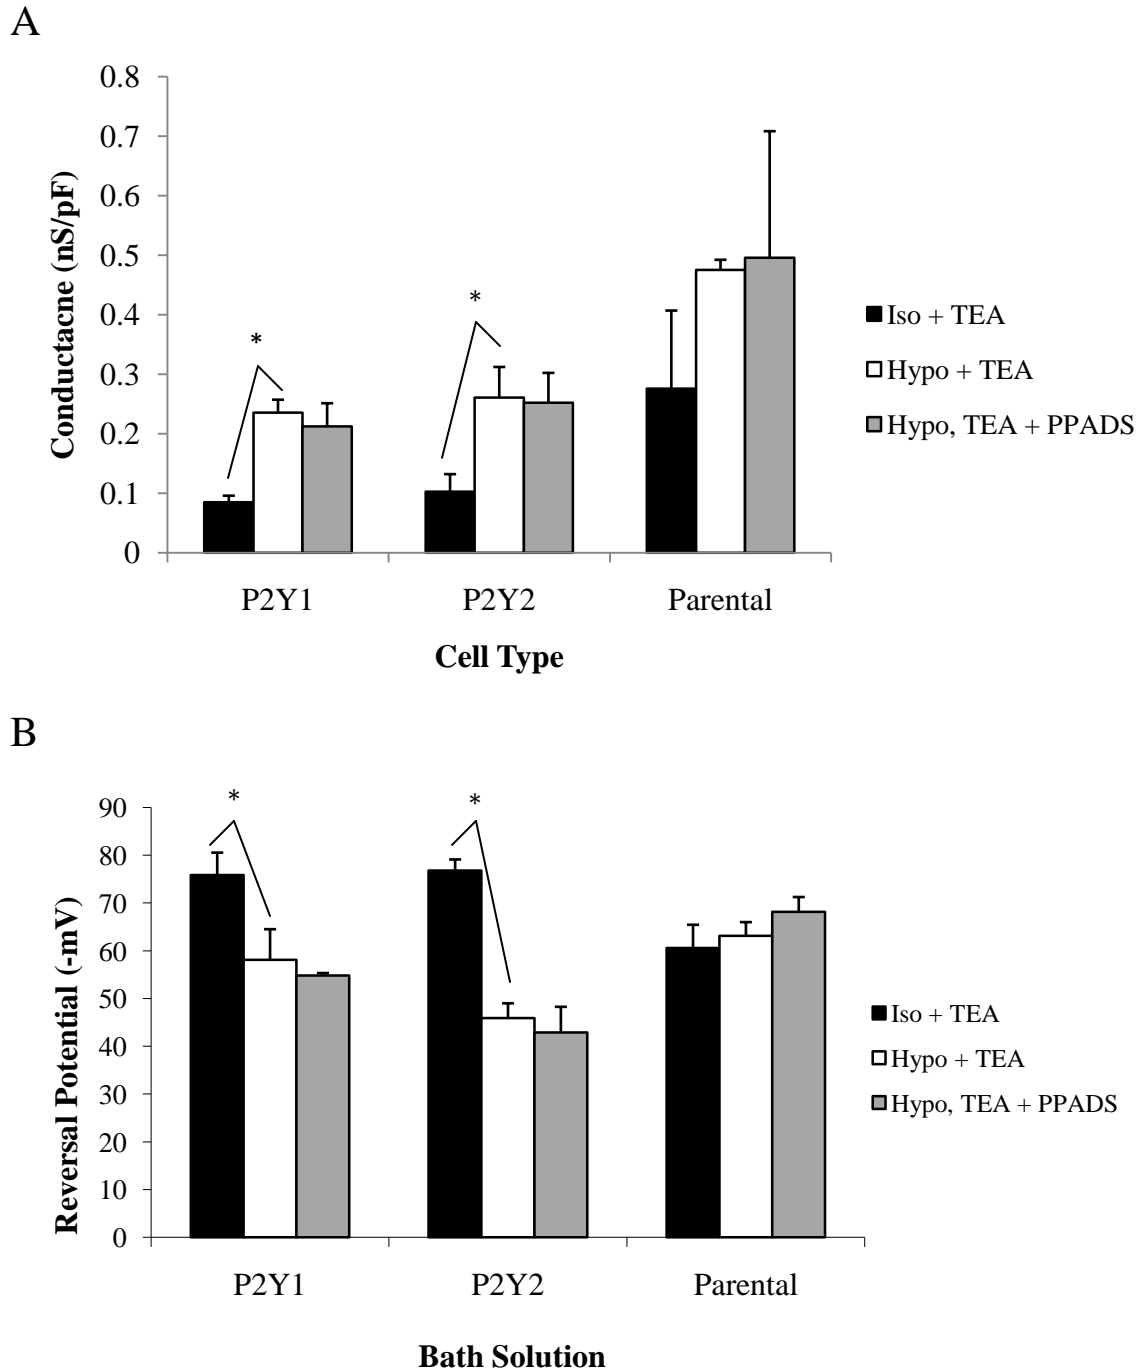 A
0.8
0.7
0.6
0.5
0.4
0.3
0.2
0.1
0
Conductacne (nS/pF)
*
*
P2Y1
P2Y2
Parental
Cell Type
Iso + TEA
Hypo + TEA
Hypo, TEA + PPADS
B
90
80
70
60
50
40
30
20
10
0
Reversal Potential (-mV)
*
*
P2Y1
P2Y2
Parental
Bath Solution
Iso + TEA
Hypo + TEA
Hypo, TEA + PPADS